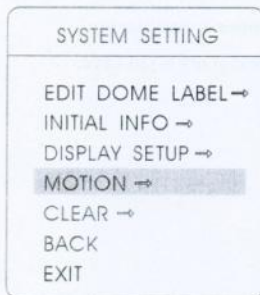 SYSTEM SETTING
EDIT DOME LABEL→
INITIAL INFO →
DISPLAY SETUP →
MOTION →
CLEAR →
BACK
EXIT